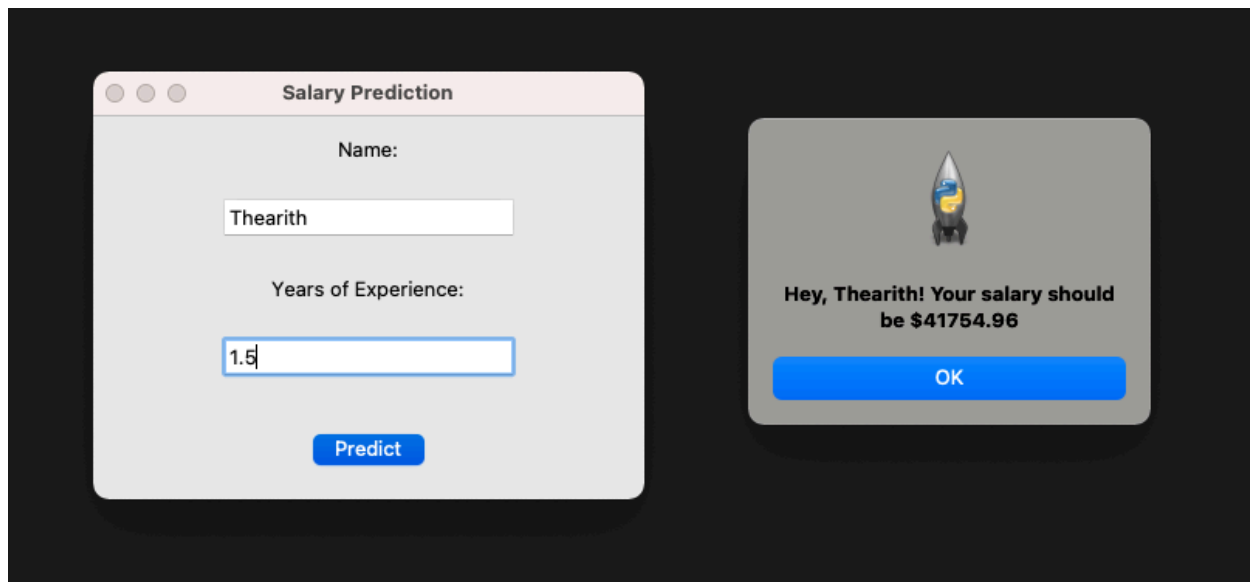 Salary Prediction
Name:
Thearith
Years of Experience:
1.5
Predict
Hey, Thearith! Your salary should
be $41754.96
OK